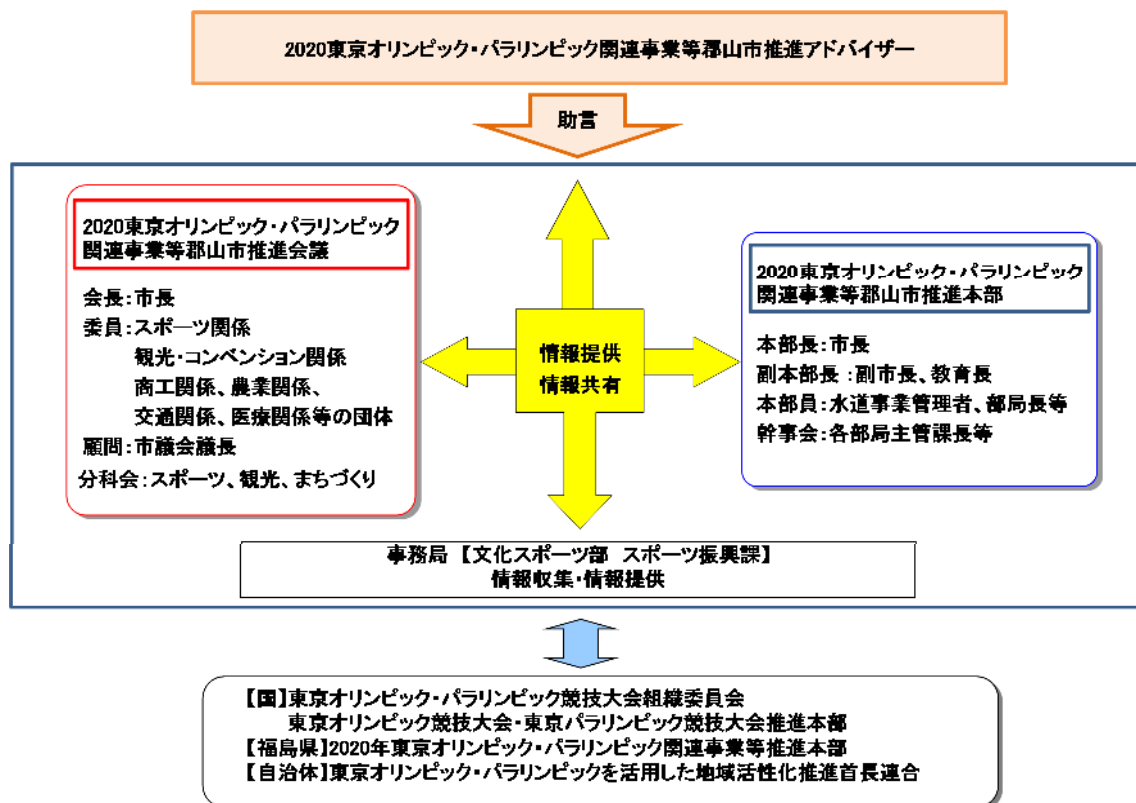 2020東京オリンピック・パラリンピック関連事業等郡山市推進アドバイザー
助言
2020東京オリンピック・パラリンピック
関連事業等郡山市推進会議
会長:市長
委員:スポーツ関係
観光・コンベンション関係
商工関係、農業関係、
交通関係、医療関係等の団体
顧問:市議会議長
分科会:スポーツ、観光、まちづくり
情報提供
情報共有
2020東京オリンピック・パラリンピック
関連事業等郡山市推進本部
本部長:市長
副本部長:副市長、教育長
本部員:水道事業管理者、部局長等
幹事会:各部局主管課長等
事務局 【文化スポーツ部 スポーツ振興課】
情報収集・情報提供
【国】東京オリンピック・パラリンピック競技大会組織委員会
東京オリンピック競技大会・東京パラリンピック競技大会推進本部
【福島県】2020年東京オリンピック・パラリンピック関連事業等推進本部
【自治体】東京オリンピック・パラリンピックを活用した地域活性化推進首長連合